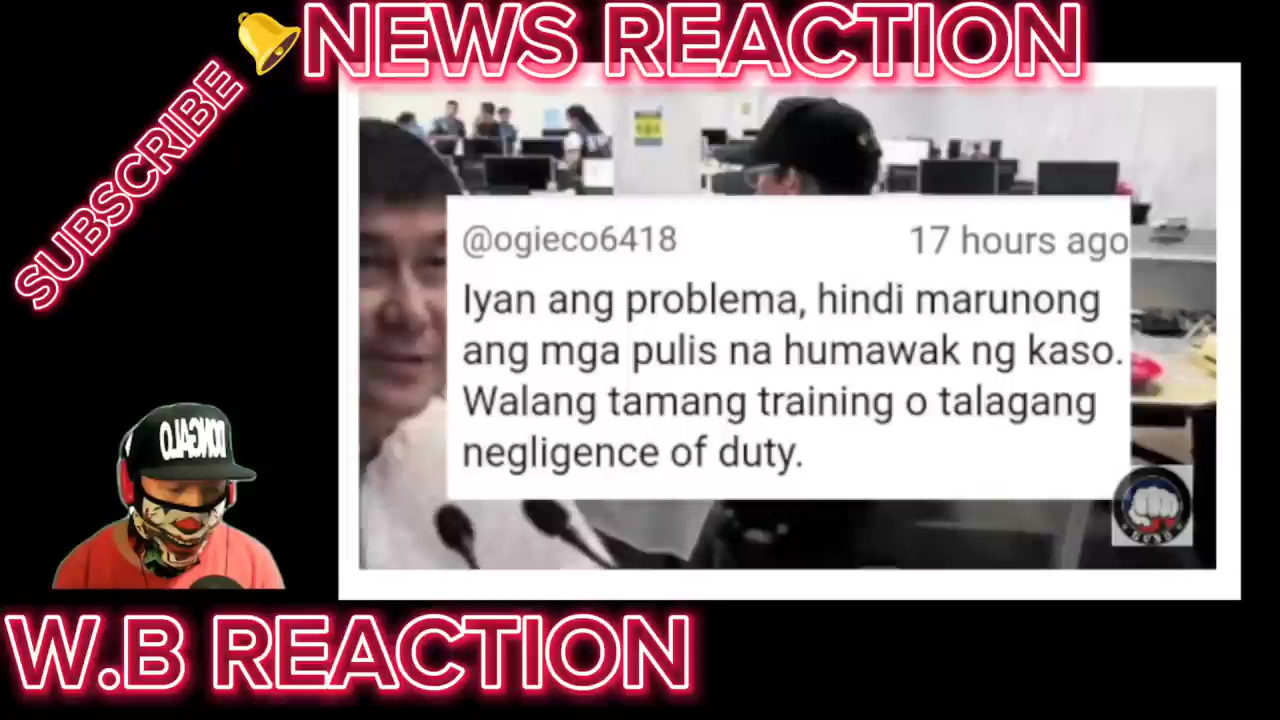 NEWS REACTION
SUBSCRIBE
@ogieco6418 17 hours ago
Iyan ang problema, hindi marunong
ang mga pulis na humawak ng kaso.
Walang tamang training o talagang
negligence of duty.
DONGALO
W.B REACTION